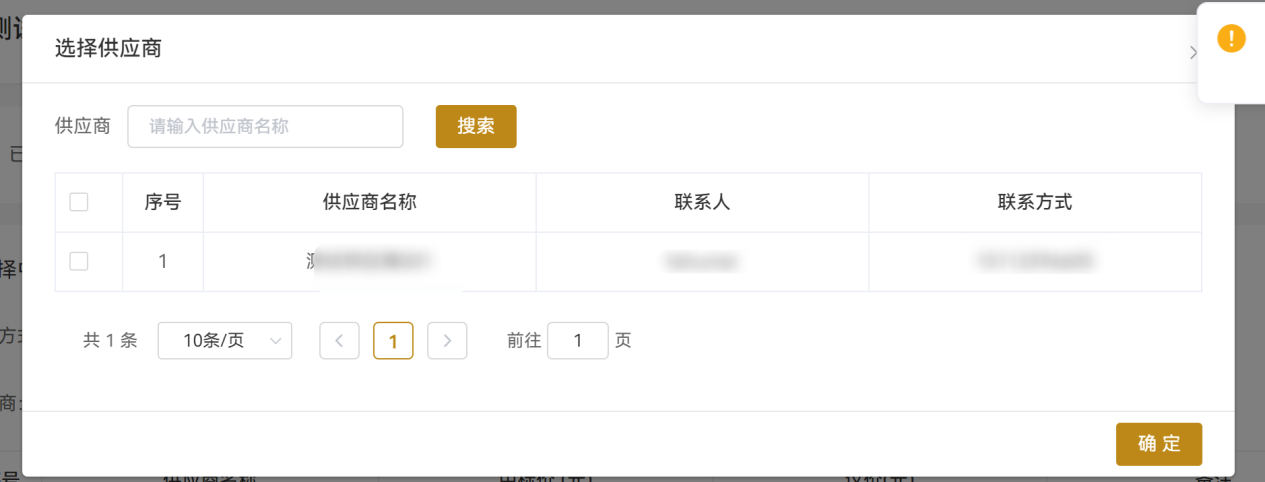 选择供应商
供应商 请输入供应商名称 搜索
序号 供应商名称 联系人 联系方式
1
共 1 条 10条/页 1 前往 1 页
确 定